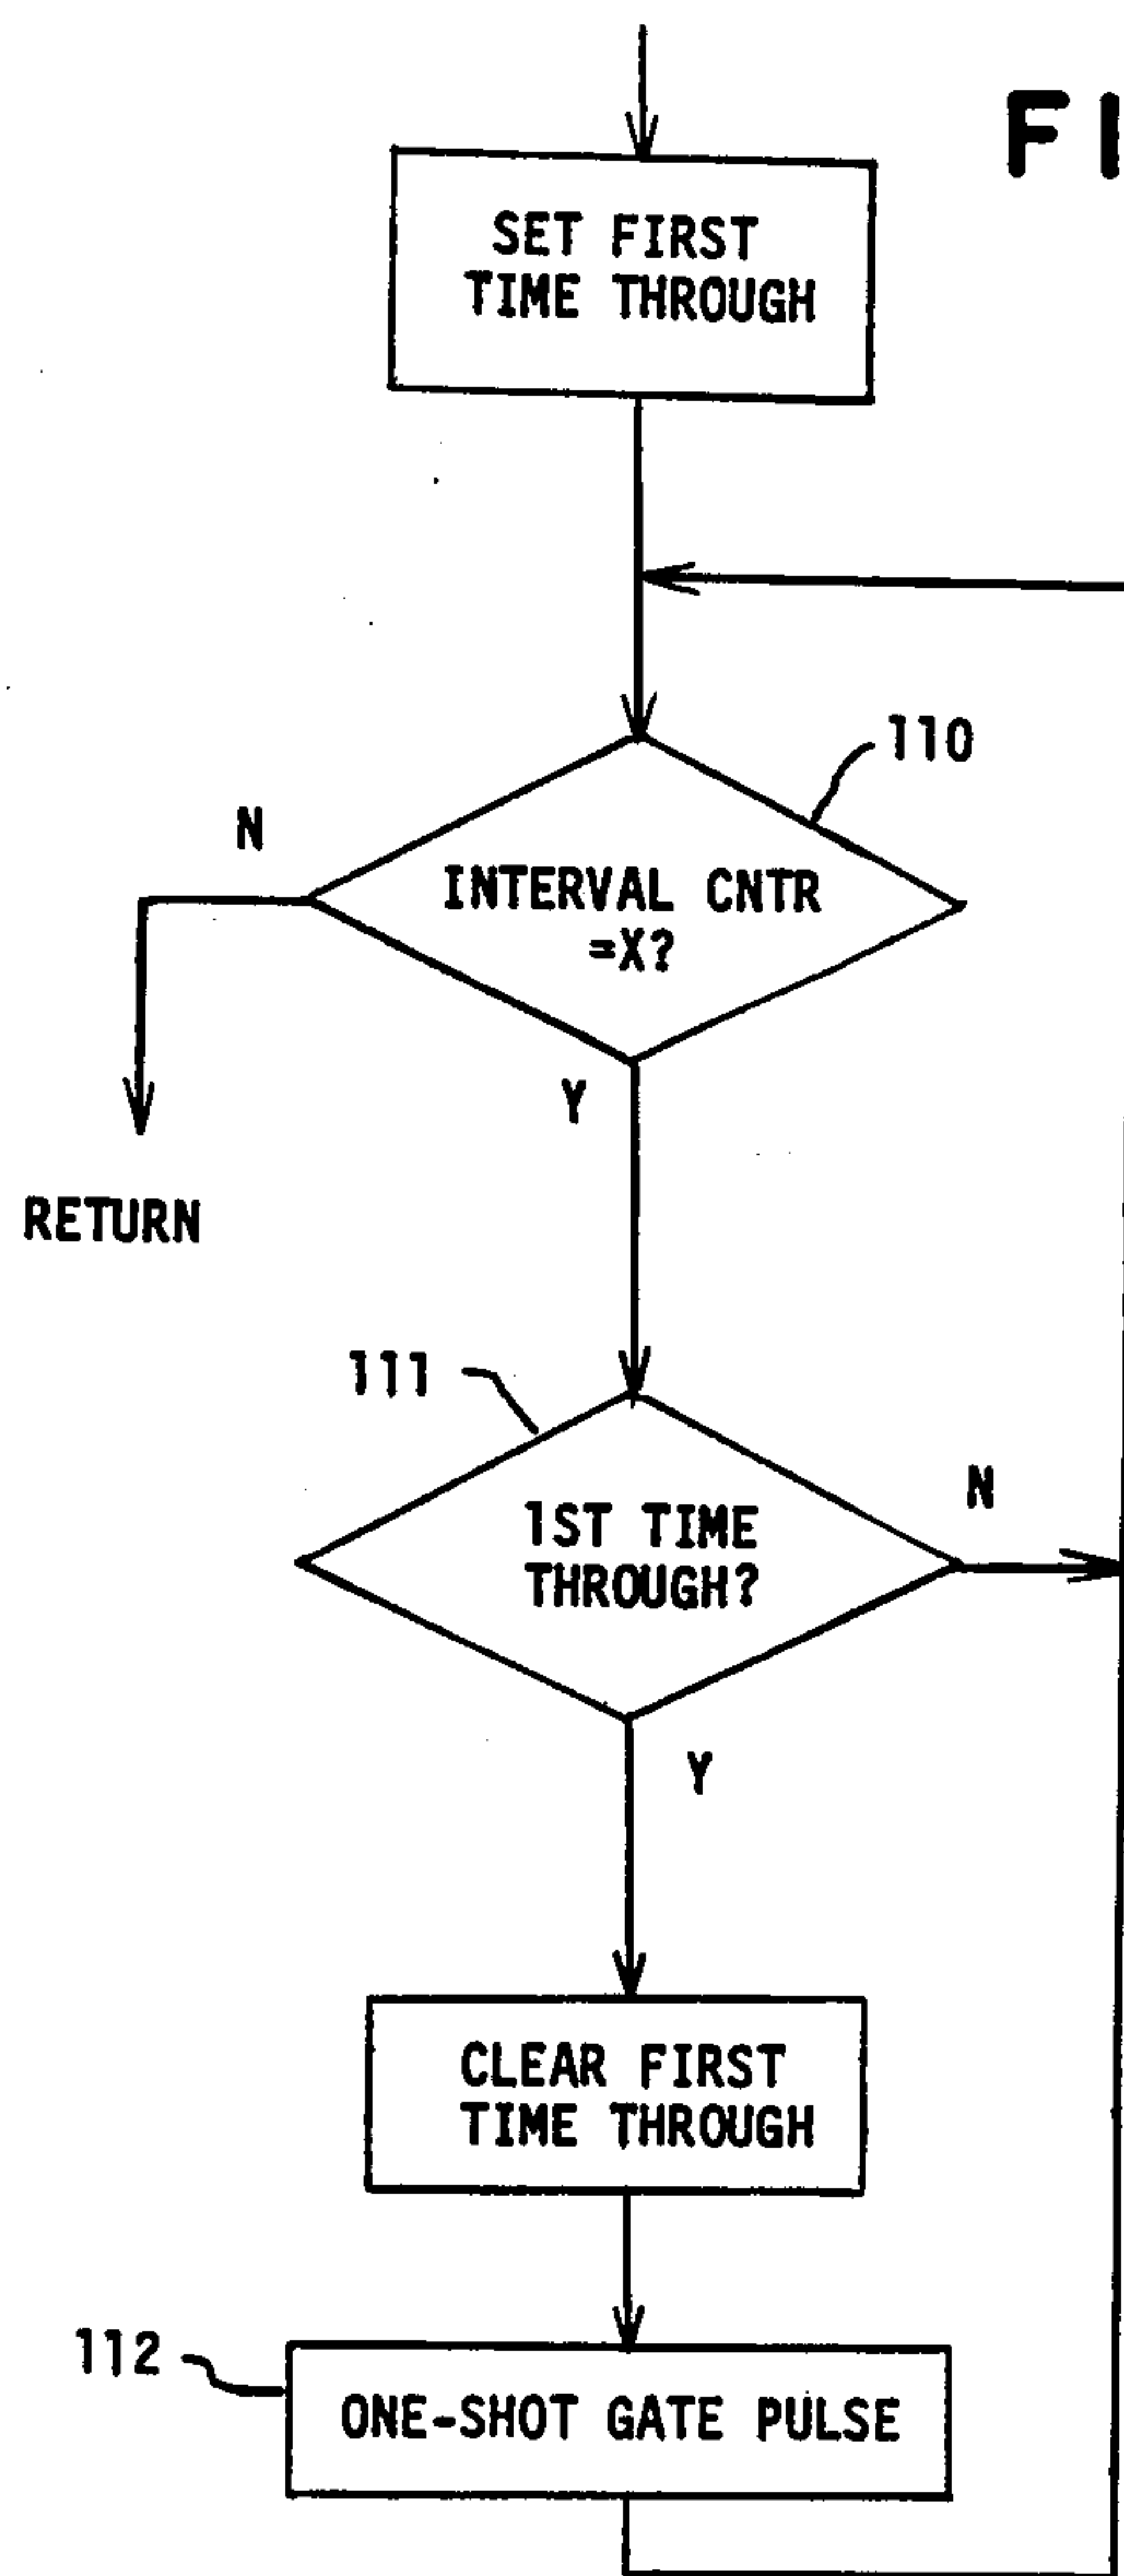 FI
SET FIRST
TIME THROUGH
110
N
INTERVAL CNTR
=X?
Y
RETURN
111
N
1ST TIME
THROUGH?
Y
CLEAR FIRST
TIME THROUGH
112
ONE-SHOT GATE PULSE